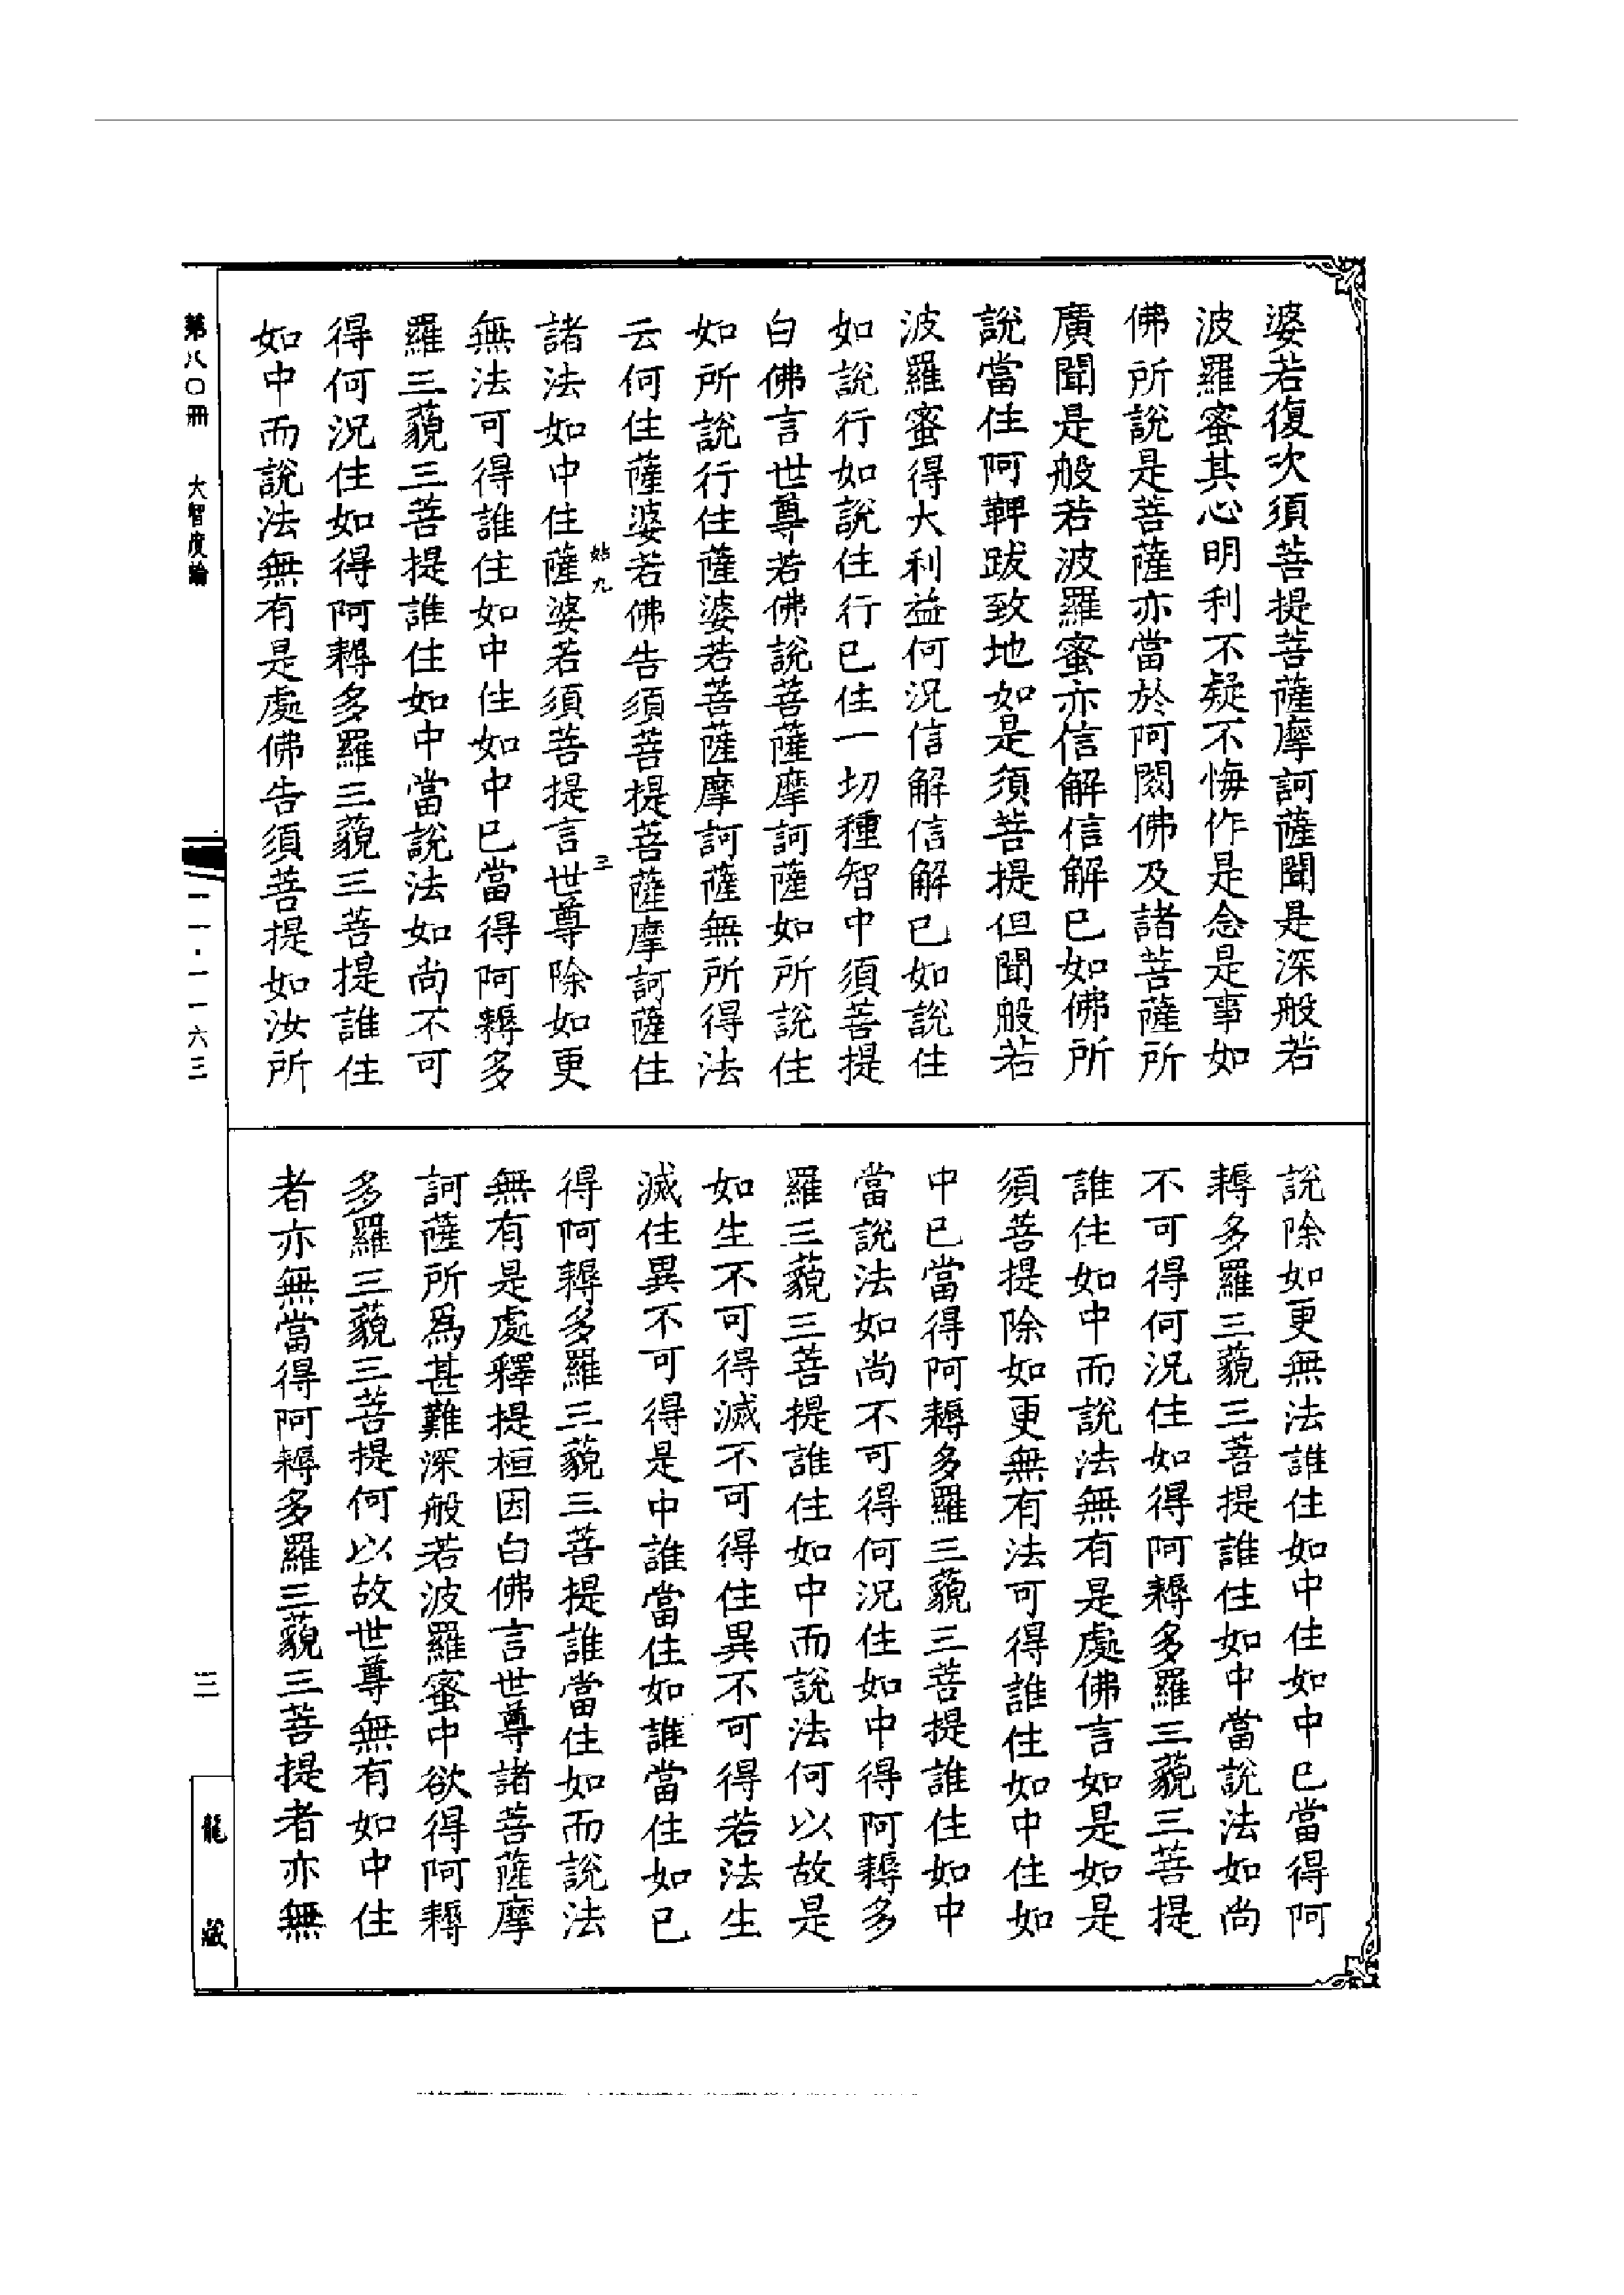 婆若復次須菩提菩薩摩訶薩聞是深般若
波羅蜜其心明利不疑不悔作是念是事如
佛所說是菩薩亦當於阿閦佛及諸菩薩所
廣聞是般若波羅蜜亦信解信解已如佛所
說當住阿鞞跋致地如是須菩提但聞般若
波羅蜜得大利益何況信解信解已如說住
如說行如說住行已住一切種智中須菩提
白佛言世尊若佛說菩薩摩訶薩如所說住
如所說行住薩婆若菩薩摩訶薩無所得法
云何住薩婆若佛告須菩提菩薩摩訶薩住
姑九
三
諸法如中住薩婆若須菩提言世尊除如更
無法可得誰住如中住如中已當得阿耨多
羅三藐三菩提誰住如中當說法如尚不可
得何況住如得阿耨多羅三藐三菩提誰住
如中而說法無有是處佛告須菩提如汝所
說除如更無法誰住如中住如中已當得阿
耨多羅三藐三菩提誰住如中當說法如尚
不可得何況住如得阿耨多羅三藐三菩提
誰住如中而說法無有是處佛言如是如是
須菩提除如更無有法可得誰住如中住如
中已當得阿耨多羅三藐三菩提誰住如中
當說法如尚不可得何況住如中得阿耨多
羅三藐三菩提誰住如中而說法何以故是
如生不可得滅不可得住異不可得若法生
滅住異不可得是中誰當住如誰當住如已
得阿耨多羅三藐三菩提誰當住如而說法
無有是處釋提桓因白佛言世尊諸菩薩摩
訶薩所為甚難深般若波羅蜜中欲得阿耨
多羅三藐三菩提何以故世尊無有如中住
者亦無當得阿耨多羅三藐三菩提者亦無
第八〇冊 大智度論
一一·一一六三
三
龍藏